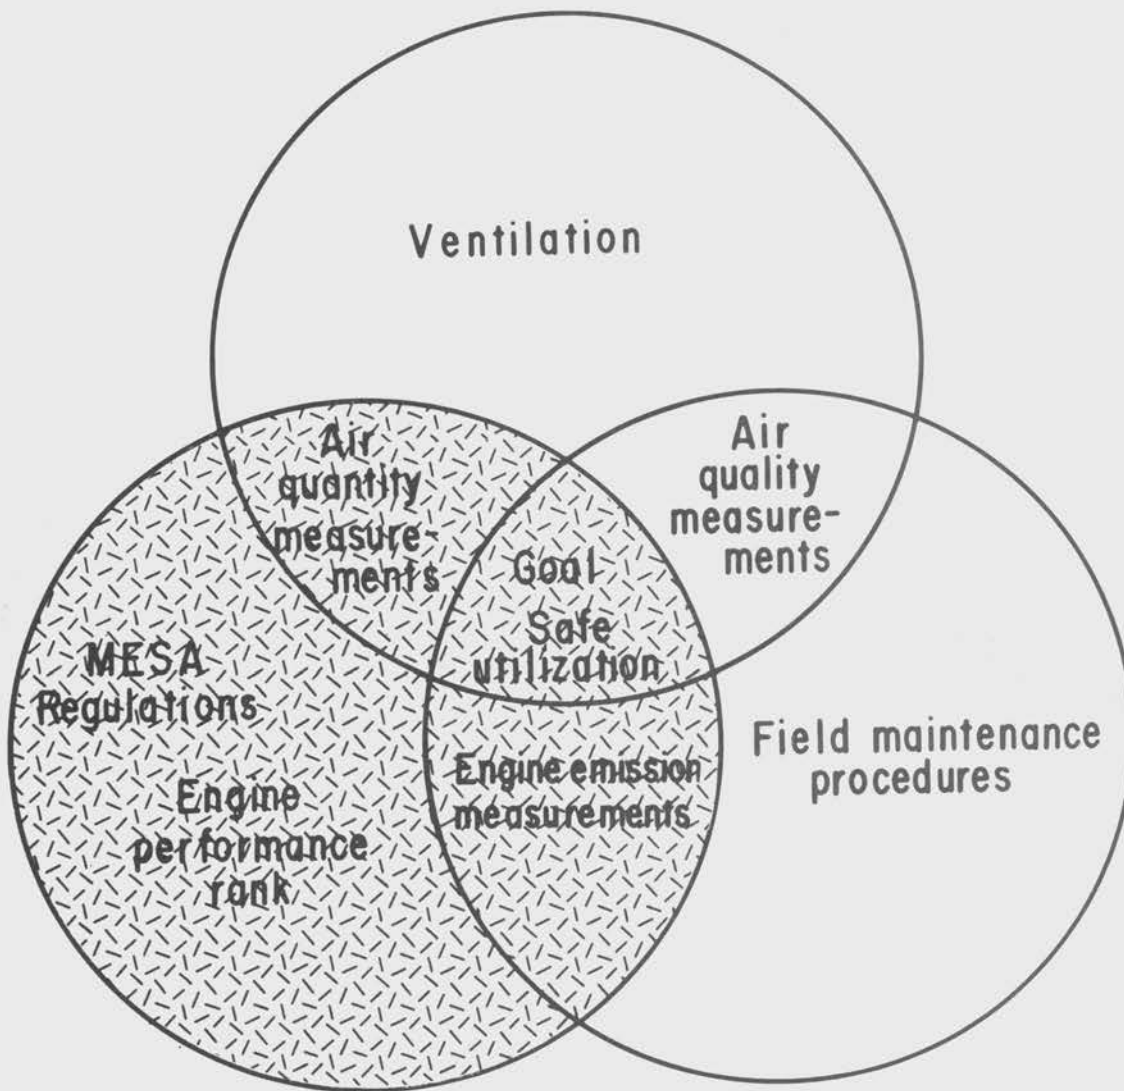 Ventilation
Air
quantity
measure-
ments
Air
quality
measure-
ments
Goal
Safe
utilization
MESA
Regulations
Engine
performance
rank
Engine emission
measurements
Field maintenance
procedures